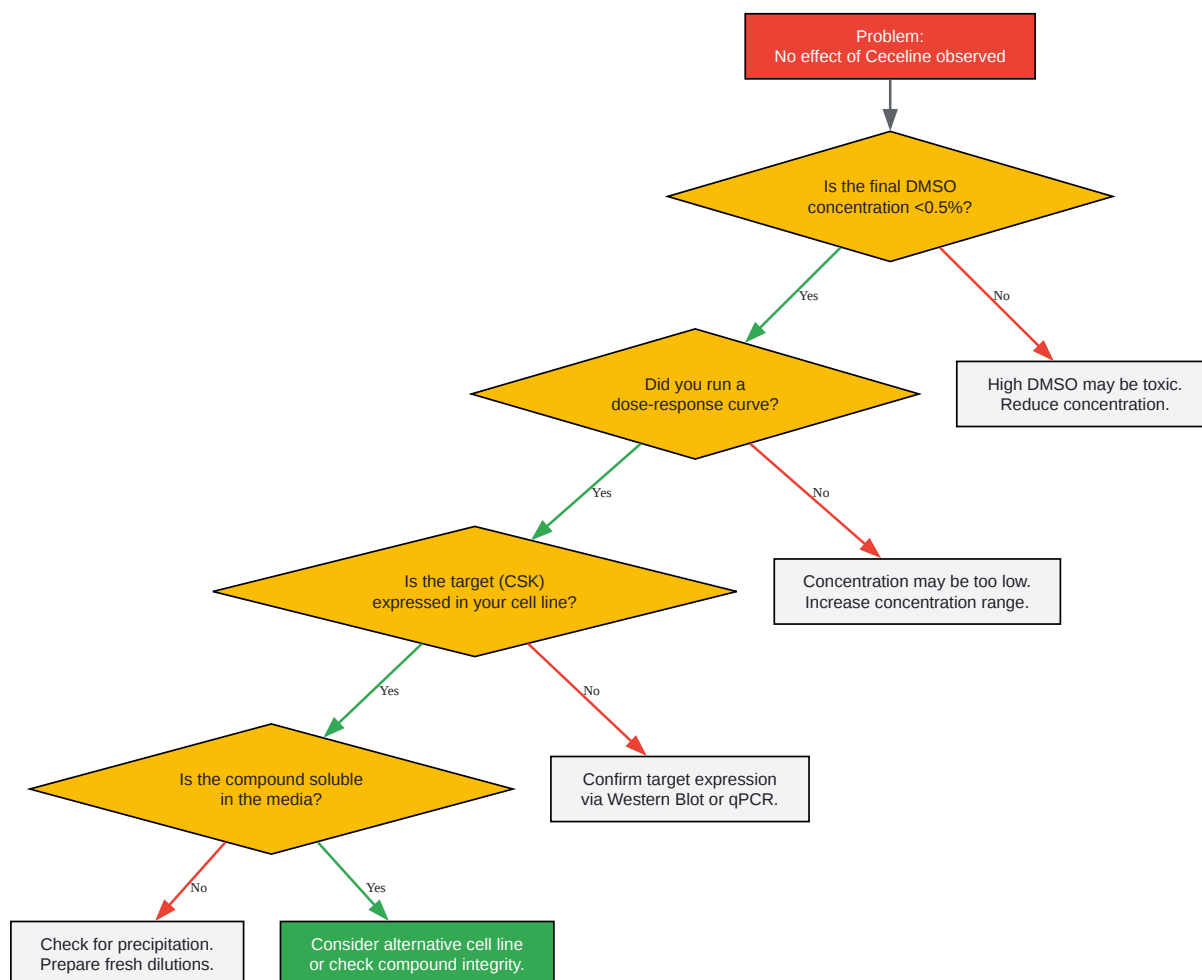 Problem:
No effect of Ceceline observed
Is the final DMSO
concentration <0.5%?
Yes
No
Did you run a
dose-response curve?
High DMSO may be toxic.
Reduce concentration.
Yes
No
Is the target (CSK)
expressed in your cell line?
Concentration may be too low.
Increase concentration range.
Yes
No
Is the compound soluble
in the media?
Confirm target expression
via Western Blot or qPCR.
No
Yes
Check for precipitation.
Prepare fresh dilutions.
Consider alternative cell line
or check compound integrity.